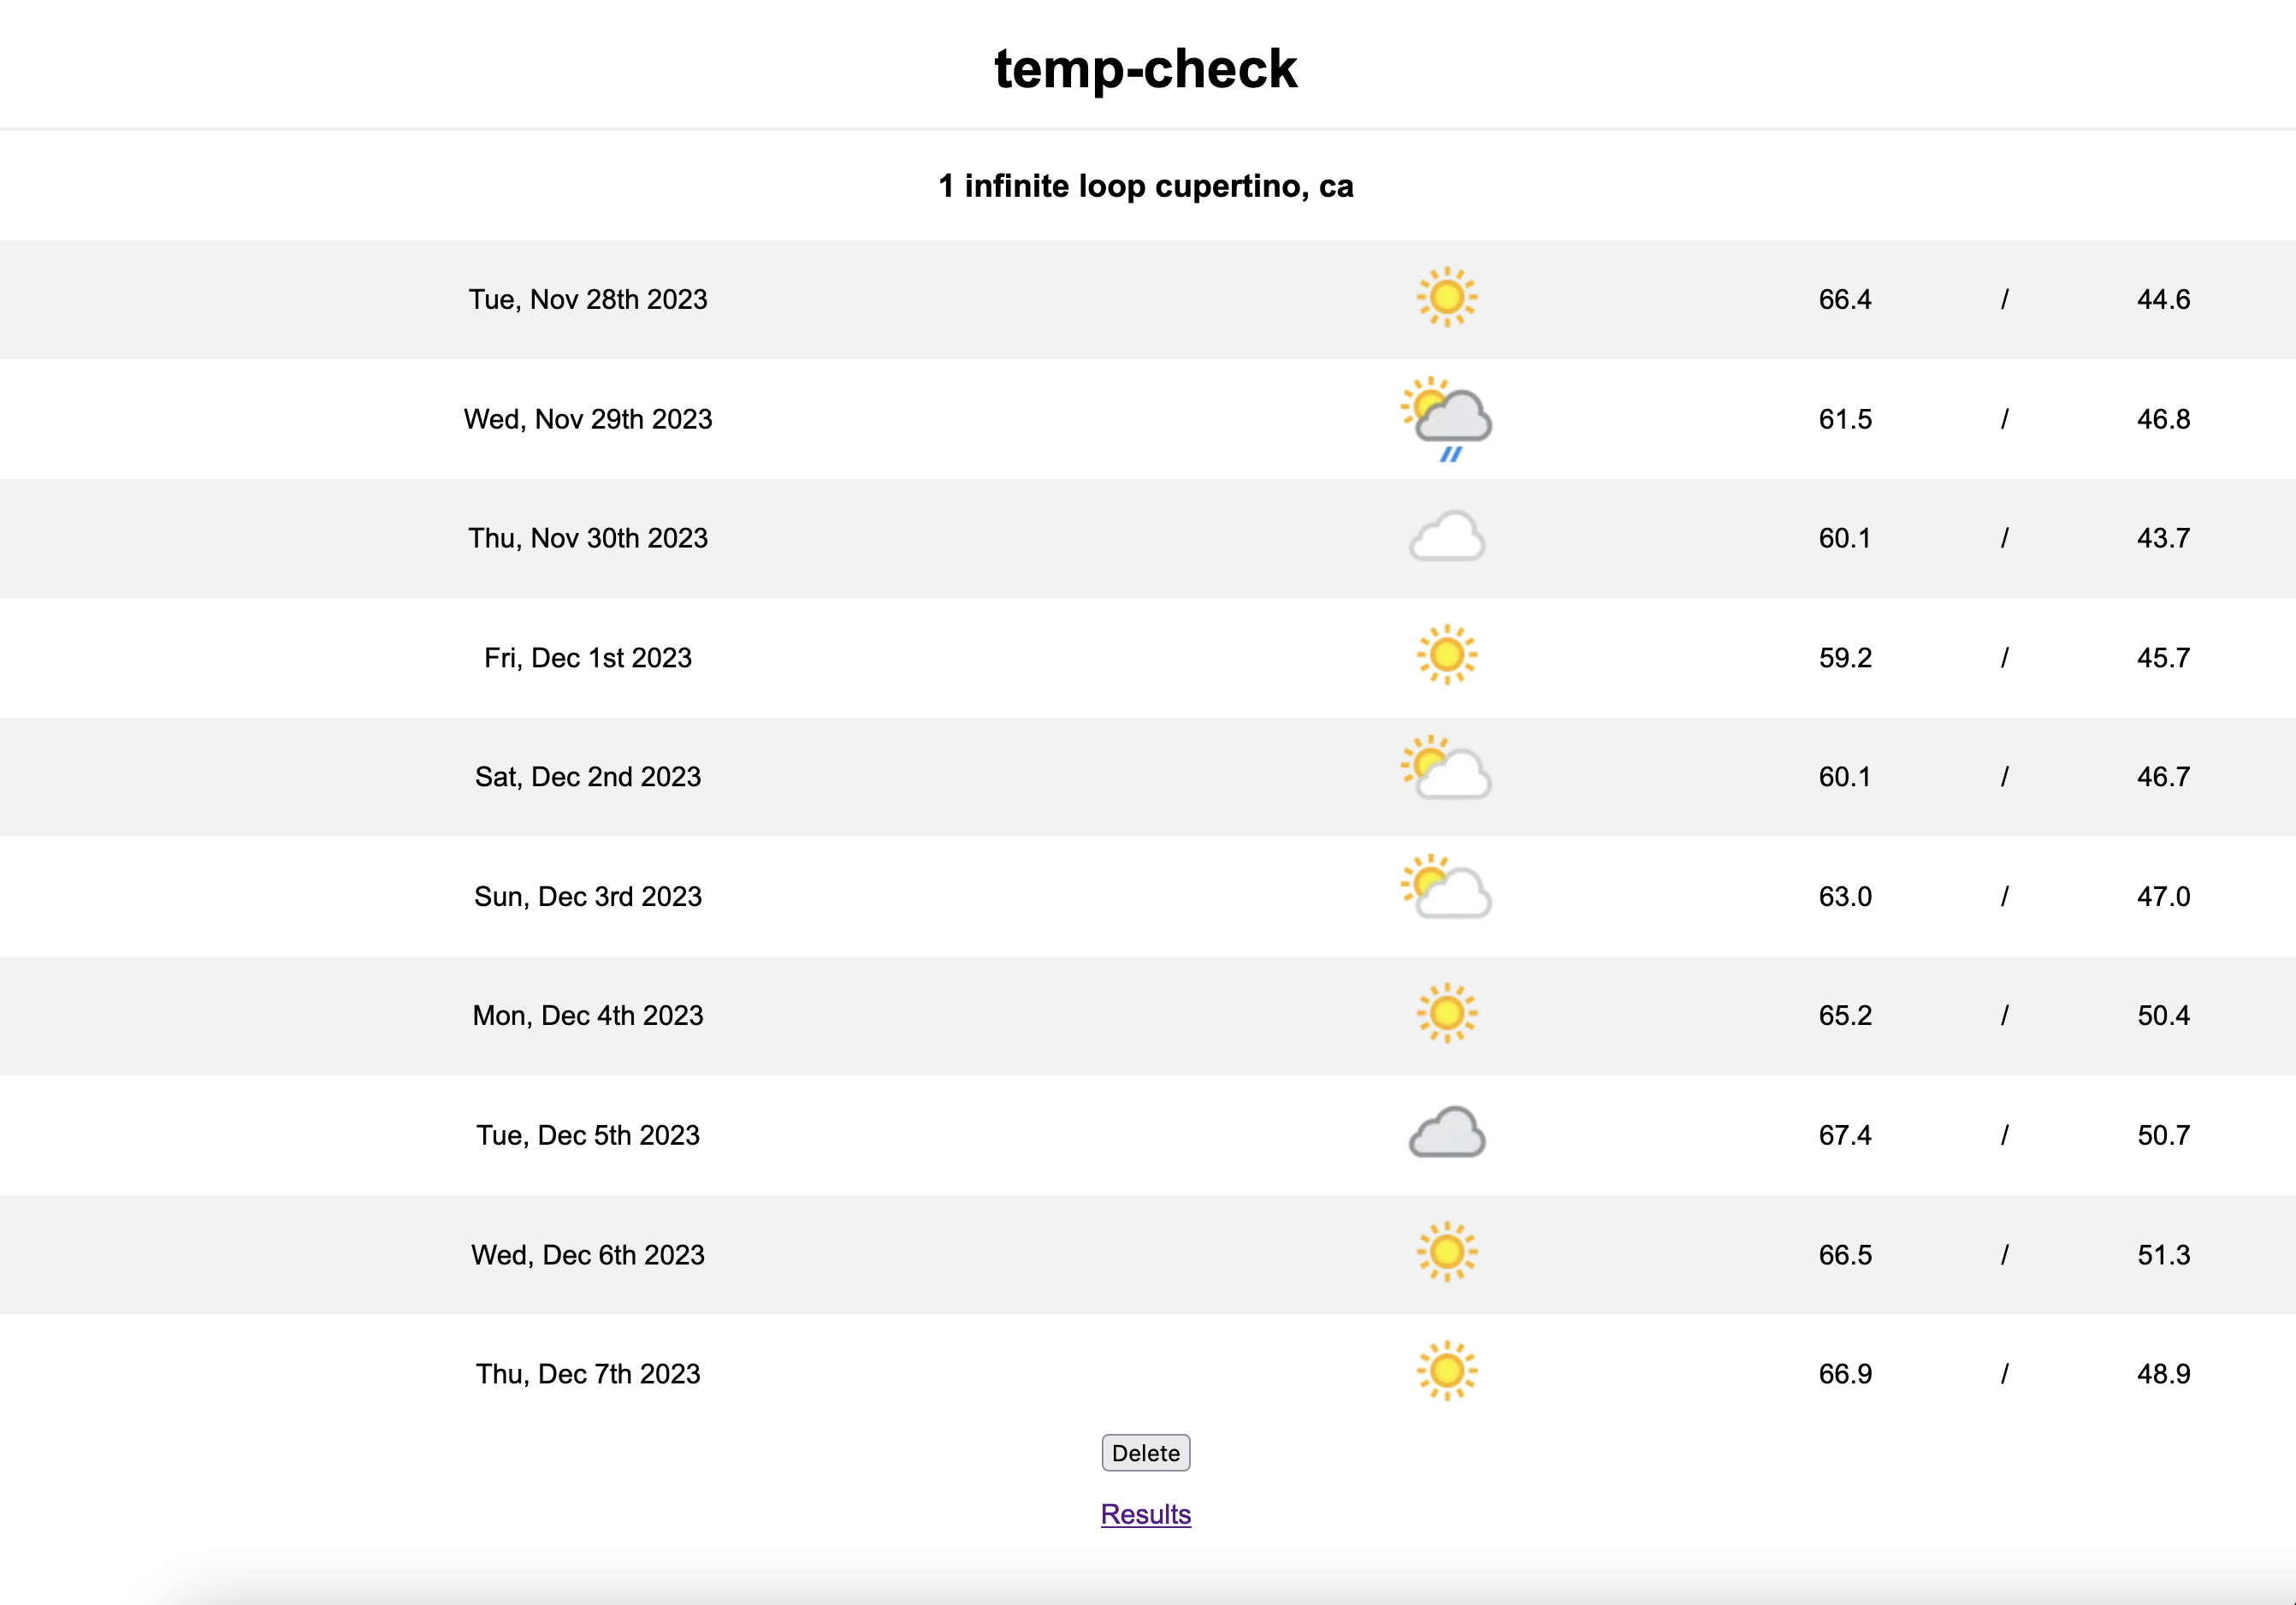 temp-check
1 infinite loop cupertino, ca
Tue, Nov 28th 2023 66.4 / 44.6
Wed, Nov 29th 2023 61.5 / 46.8
Thu, Nov 30th 2023 60.1 / 43.7
Fri, Dec 1st 2023 59.2 / 45.7
Sat, Dec 2nd 2023 60.1 / 46.7
Sun, Dec 3rd 2023 63.0 / 47.0
Mon, Dec 4th 2023 65.2 / 50.4
Tue, Dec 5th 2023 67.4 / 50.7
Wed, Dec 6th 2023 66.5 / 51.3
Thu, Dec 7th 2023 66.9 / 48.9
Delete
Results